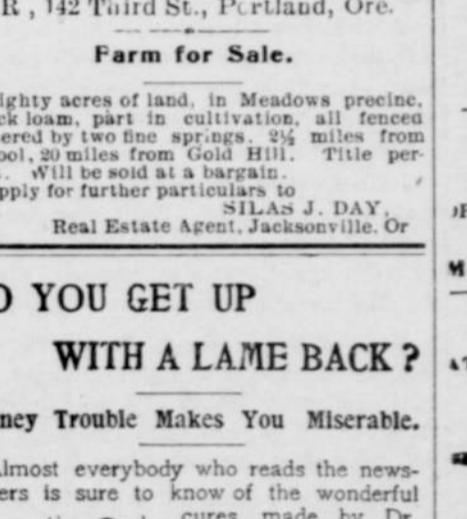 R, 142 Third St., Portland, Ore.
Farm for Sale.
ighty acres of land, in Meadows precinc,
ck loam, part in cultivation, all fenced
ered by two fine springs. 2½ miles from
ool, 20 miles from Gold Hill. Title per-
. Will be sold at a bargain.
pply for further particulars to
SILAS J. DAY,
Real Estate Agent, Jacksonville, Or
O YOU GET UP
WITH A LAME BACK?
ney Trouble Makes You Miserable.
lmost everybody who reads the news-
ers is sure to know of the wonderful
cures made by Dr.